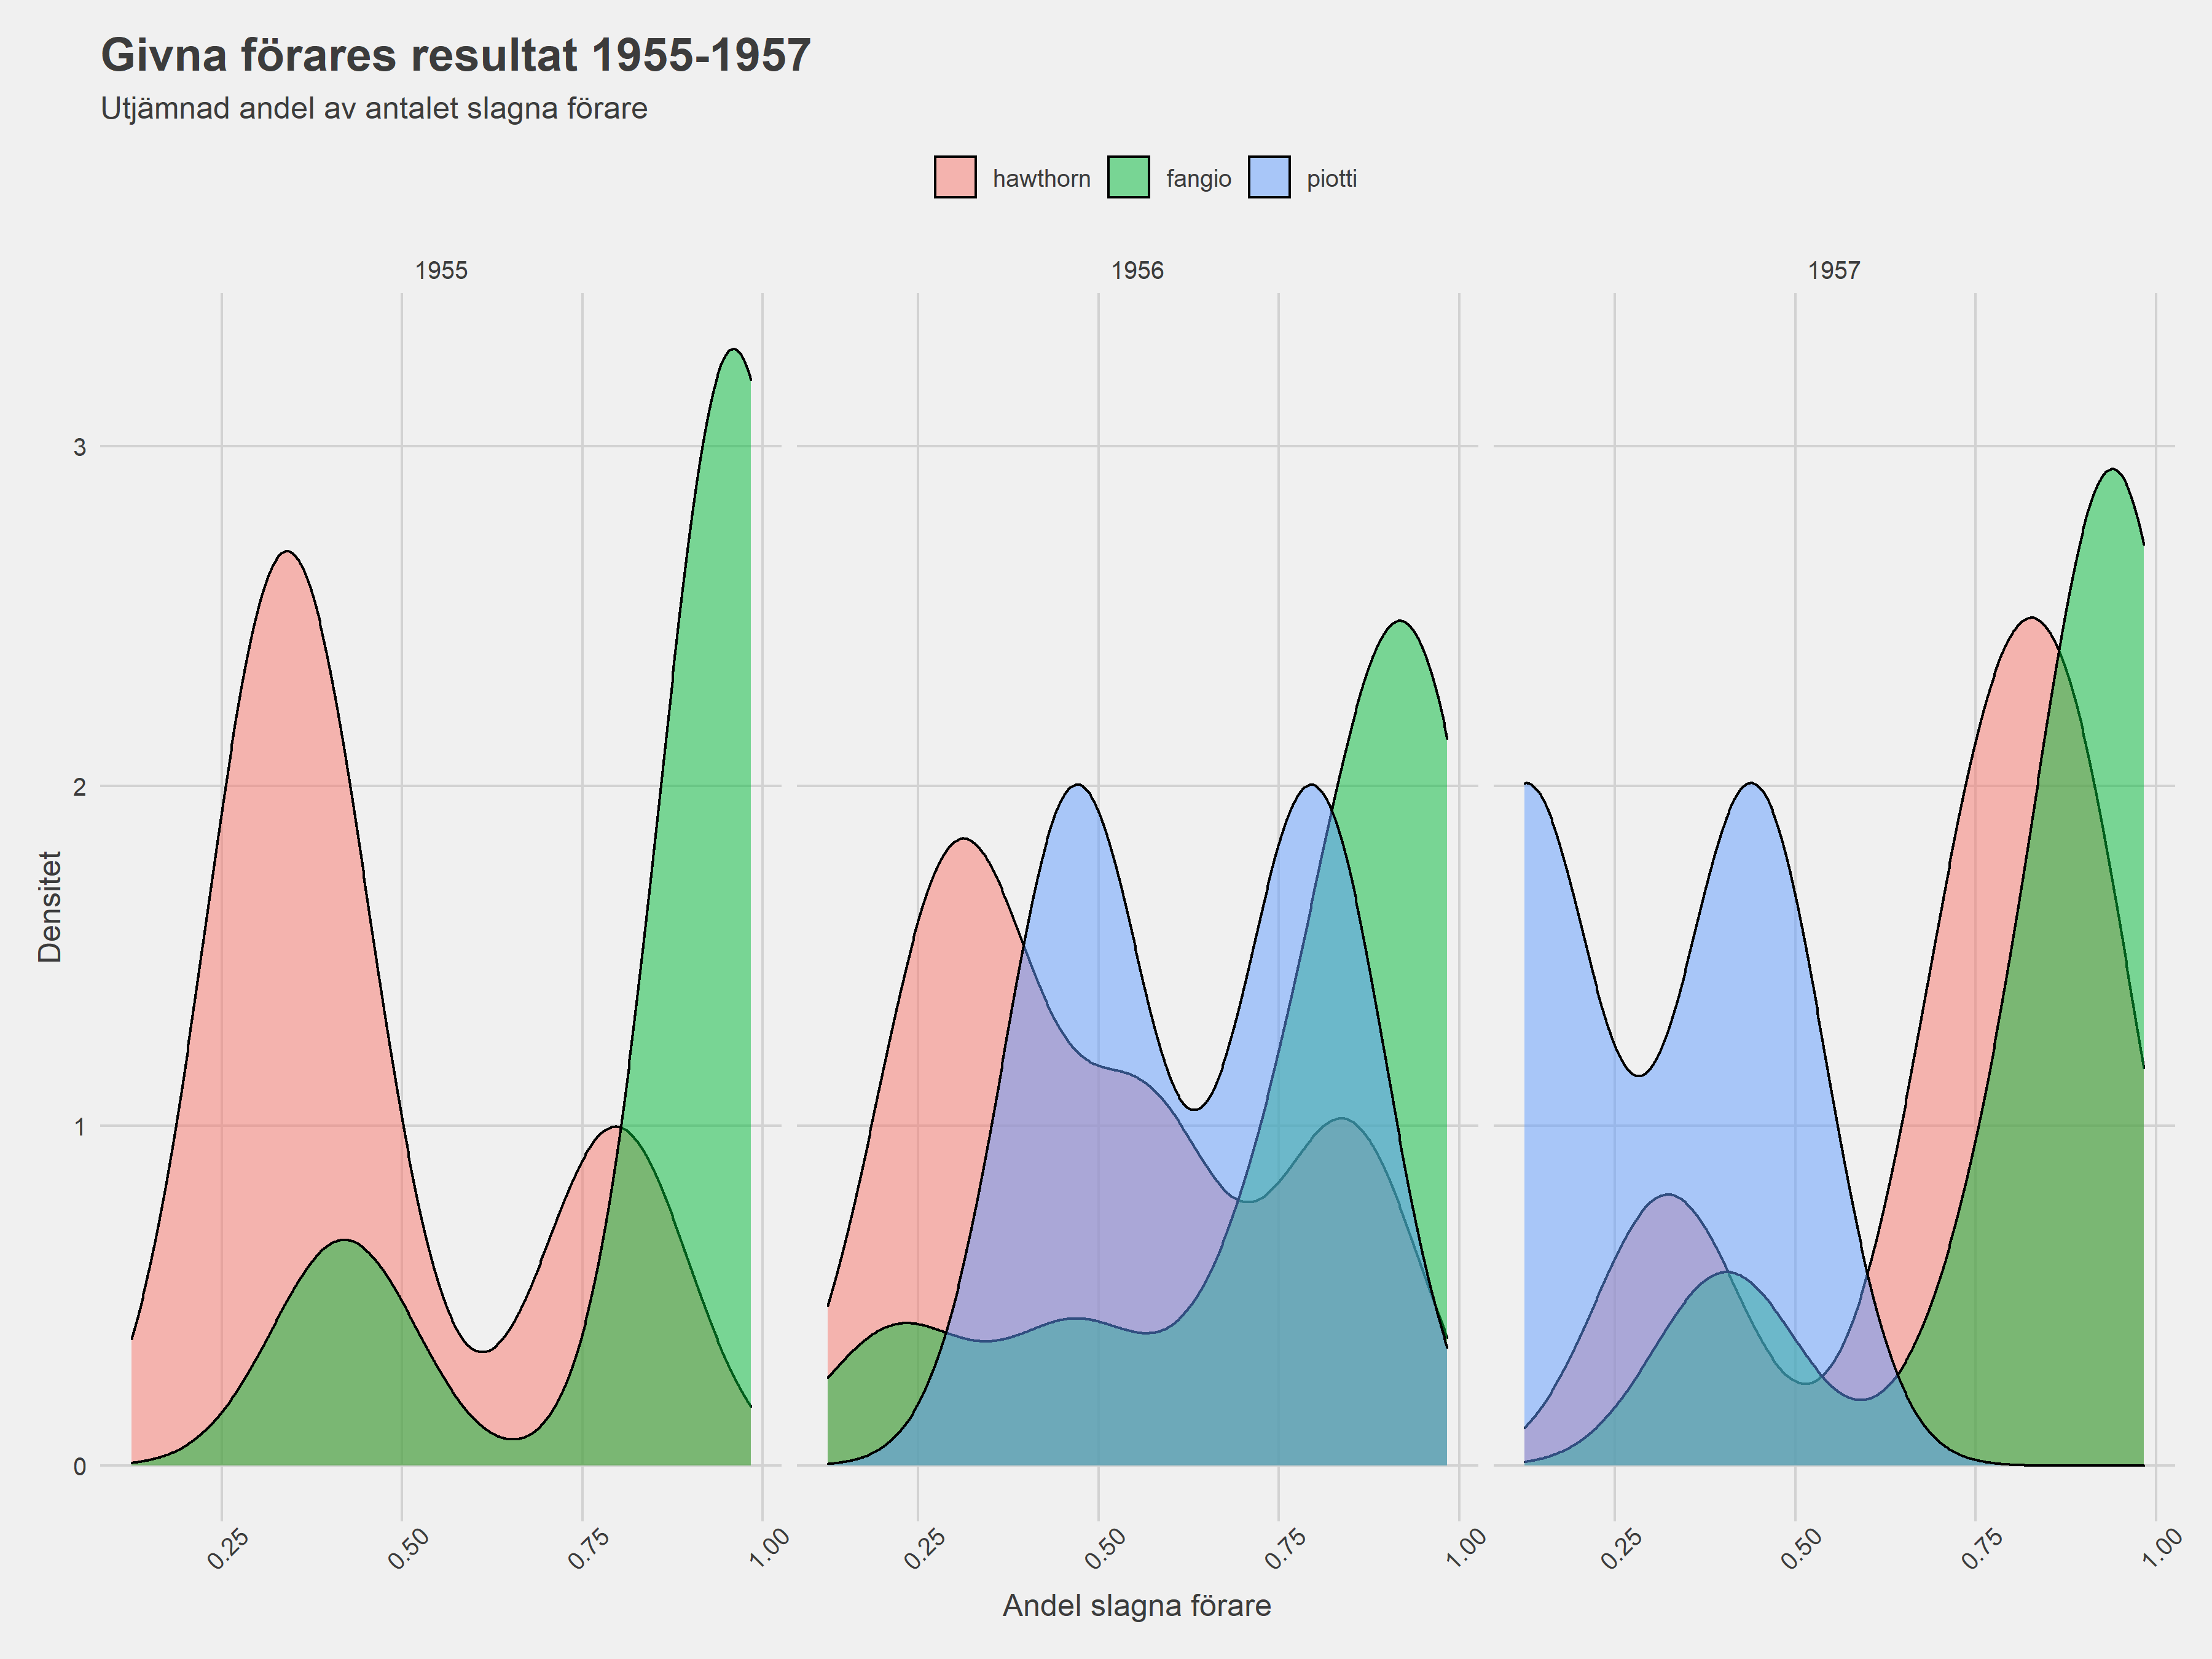 Givna förares resultat 1955-1957
Utjämnad andel av antalet slagna förare
hawthorn fangio piotti
1955 1956 1957
Densitet
3
2
1
0
0.25 0.50 0.75 1.00 0.25 0.50 0.75 1.00 0.25 0.50 0.75 1.00
Andel slagna förare